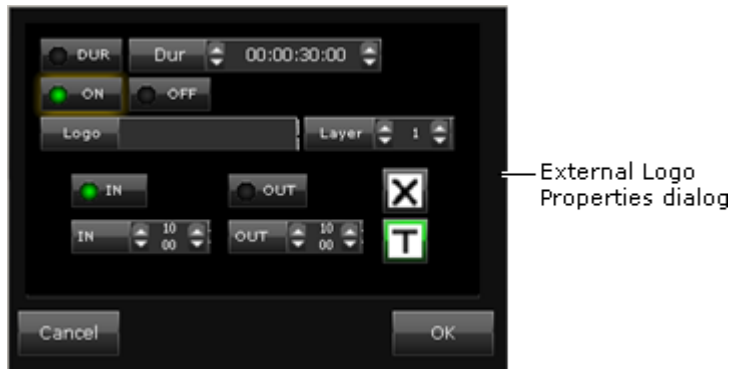 DUR Dur 00:00:30:00
ON OFF
Logo Layer 1
External Logo
Properties dialog
IN OUT X
IN 10 00 OUT 10 00 T
Cancel OK